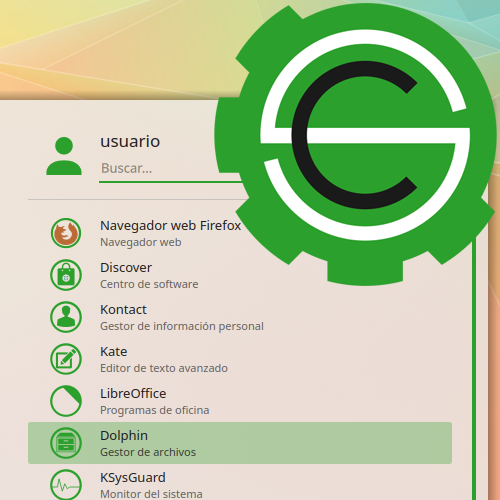 usuario
Buscar...
Navegador web Firefox
Navegador web
Discover
Centro de software
Kontact
Gestor de información personal
Kate
Editor de texto avanzado
LibreOffice
Programas de oficina
Dolphin
Gestor de archivos
KSysGuard
Monitor del sistema